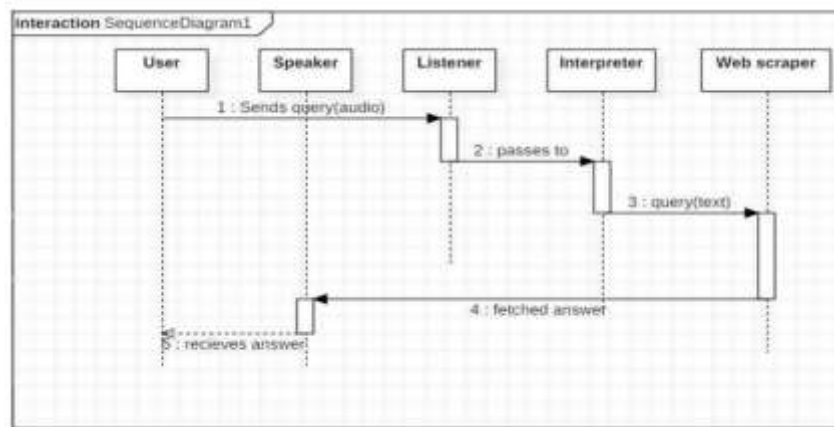 interaction SequenceDiagram1
User
Speaker
Listener
Interpreter
Web scraper
1 : Sends query(audio)
2 : passes to
3 : query(text)
4 : fetched answer
5 : recieves answer